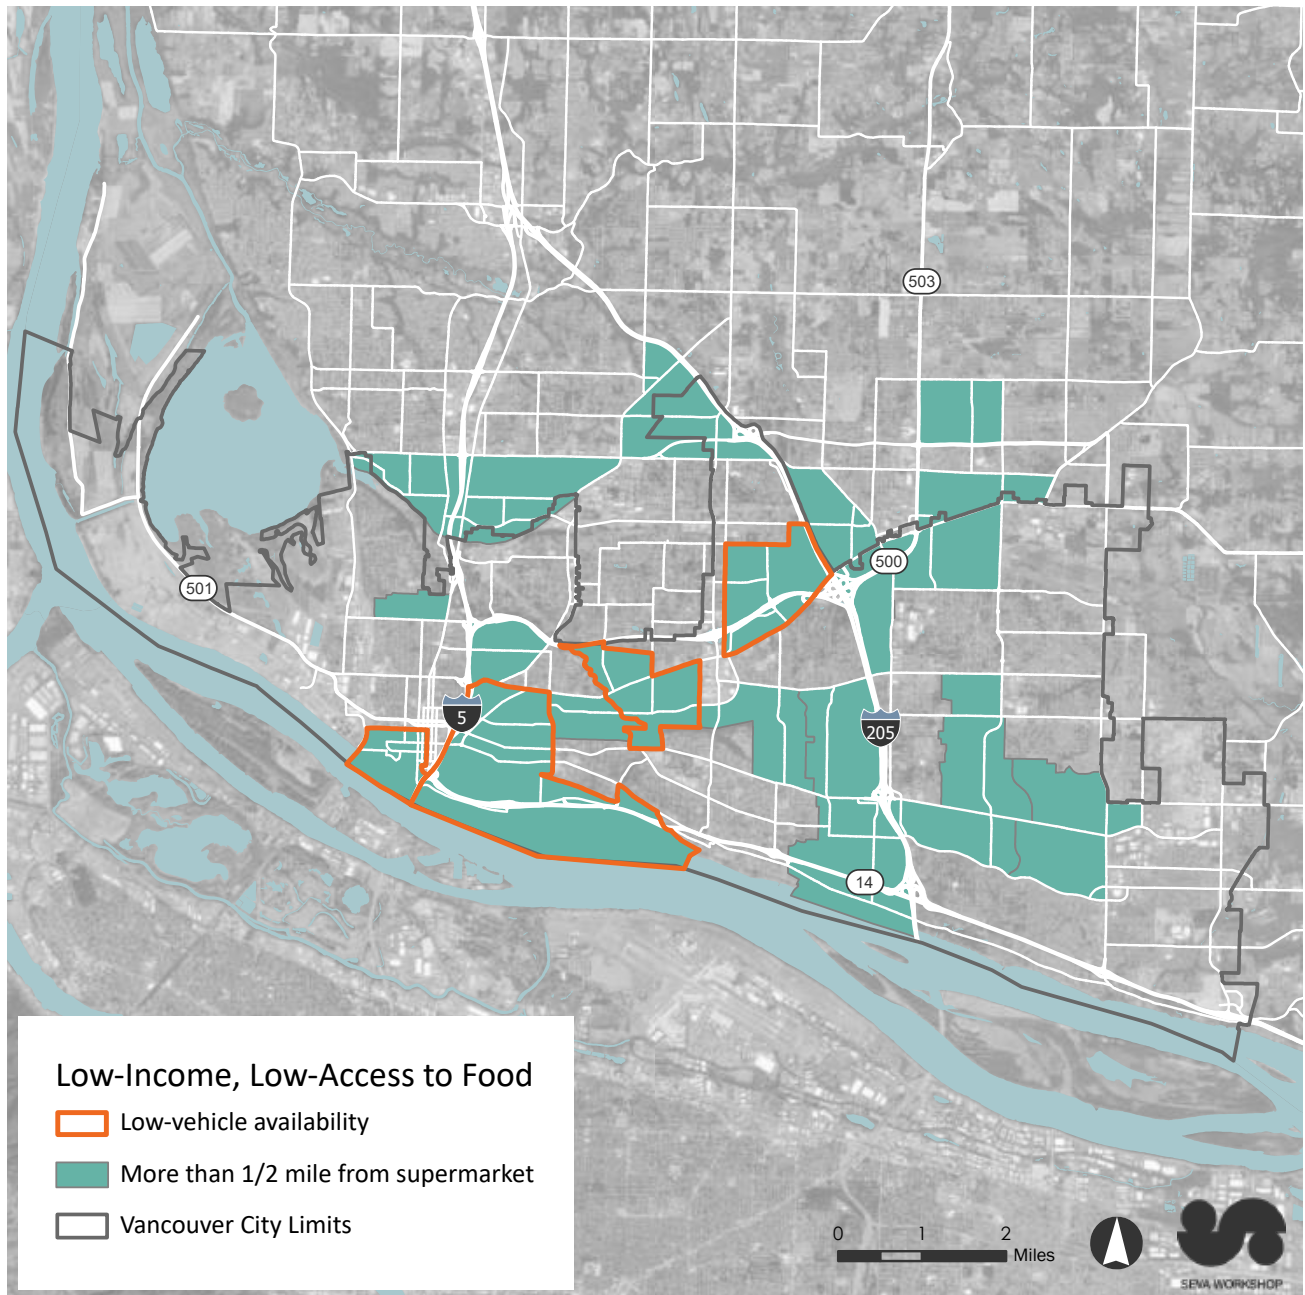 503
500
501
5
205
14
Low-Income, Low-Access to Food
Low-vehicle availability
More than 1/2 mile from supermarket
Vancouver City Limits
0 1 2
Miles
SEVA WORKSHOP